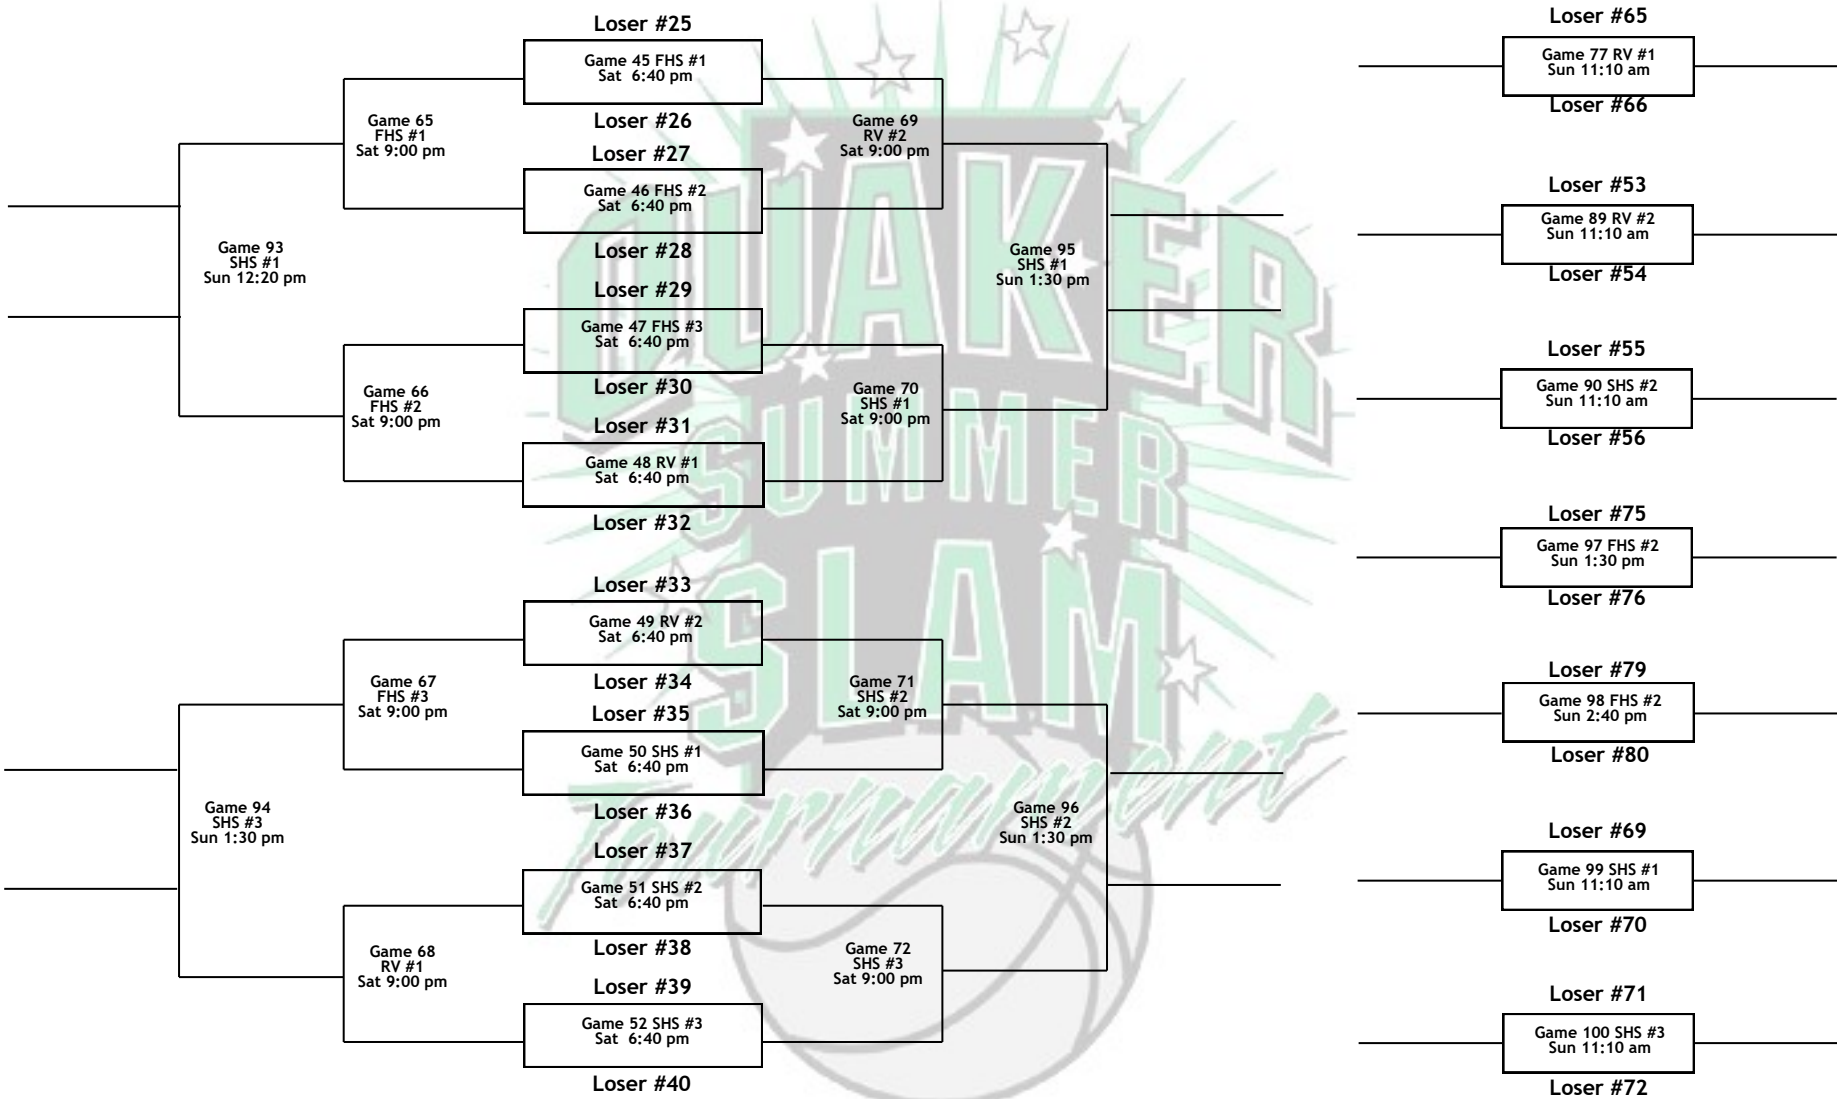 Loser #25
Game 45 FHS #1
Sat 6:40 pm
Loser #26
Loser #27
Game 46 FHS #2
Sat 6:40 pm
Loser #28
Loser #29
Game 47 FHS #3
Sat 6:40 pm
Loser #30
Loser #31
Game 48 RV #1
Sat 6:40 pm
Loser #32
Loser #33
Game 49 RV #2
Sat 6:40 pm
Loser #34
Loser #35
Game 50 SHS #1
Sat 6:40 pm
Loser #36
Loser #37
Game 51 SHS #2
Sat 6:40 pm
Loser #38
Loser #39
Game 52 SHS #3
Sat 6:40 pm
Loser #40
Game 65
FHS #1
Sat 9:00 pm
Game 66
FHS #2
Sat 9:00 pm
Game 67
FHS #3
Sat 9:00 pm
Game 68
RV #1
Sat 9:00 pm
Game 93
SHS #1
Sun 12:20 pm
Game 94
SHS #3
Sun 1:30 pm
Game 69
RV #2
Sat 9:00 pm
Game 70
SHS #1
Sat 9:00 pm
Game 71
SHS #2
Sat 9:00 pm
Game 72
SHS #3
Sat 9:00 pm
Game 95
SHS #1
Sun 1:30 pm
Game 96
SHS #2
Sun 1:30 pm
Loser #65
Game 77 RV #1
Sun 11:10 am
Loser #66
Loser #53
Game 89 RV #2
Sun 11:10 am
Loser #54
Loser #55
Game 90 SHS #2
Sun 11:10 am
Loser #56
Loser #75
Game 97 FHS #2
Sun 1:30 pm
Loser #76
Loser #79
Game 98 FHS #2
Sun 2:40 pm
Loser #80
Loser #69
Game 99 SHS #1
Sun 11:10 am
Loser #70
Loser #71
Game 100 SHS #3
Sun 11:10 am
Loser #72
QUAKER
SUMMER
SLAM
Tournament